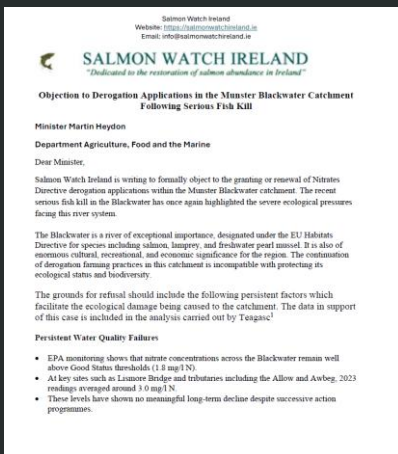 Salmon Watch Ireland
Website: https://salmonwatchireland.ie
Email: info@salmonwatchireland.ie
SALMON WATCH IRELAND
"Dedicated to the restoration of salmon abundance in Ireland"
Objection to Derogation Applications in the Munster Blackwater Catchment
Following Serious Fish Kill
Minister Martin Heydon
Department Agriculture, Food and the Marine
Dear Minister,
Salmon Watch Ireland is writing to formally object to the granting or renewal of Nitrates
Directive derogation applications within the Munster Blackwater catchment. The recent
serious fish kill in the Blackwater has once again highlighted the severe ecological pressures
facing this river system.
The Blackwater is a river of exceptional importance, designated under the EU Habitats
Directive for species including salmon, lamprey, and freshwater pearl mussel. It is also of
enormous cultural, recreational, and economic significance for the region. The continuation
of derogation farming practices in this catchment is incompatible with protecting its
ecological status and biodiversity.
The grounds for refusal should include the following persistent factors which
facilitate the ecological damage being caused to the catchment. The data in support
of this case is included in the analysis carried out by Teagasc¹
Persistent Water Quality Failures
• EPA monitoring shows that nitrate concentrations across the Blackwater remain well
above Good Status thresholds (1.8 mg/l N).
• At key sites such as Lismore Bridge and tributaries including the Allow and Awbeg, 2023
readings averaged around 3.0 mg/l N.
• These levels have shown no meaningful long-term decline despite successive action
programmes.